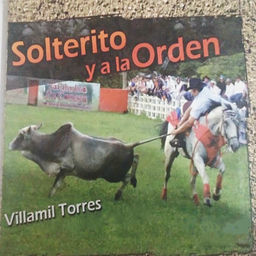 Solterito
y a la Orden
Villamil Torres